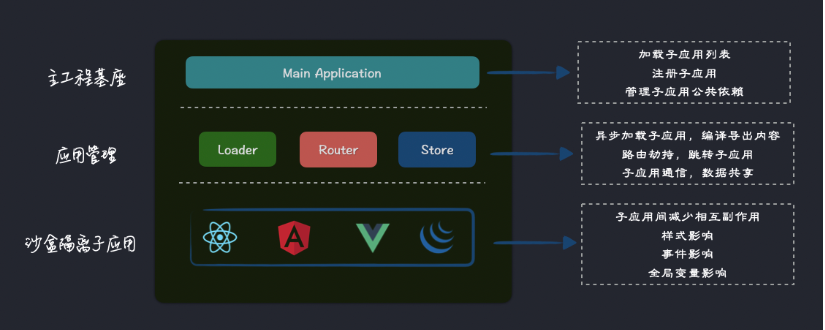 主工程基座
Main Application
加载子应用列表
注册子应用
管理子应用公共依赖
应用管理
Loader
Router
Store
异步加载子应用，编译导出内容
路由劫持，跳转子应用
子应用通信，数据共享
沙盒隔离子应用
A
子应用间减少相互副作用
样式影响
事件影响
全局变量影响